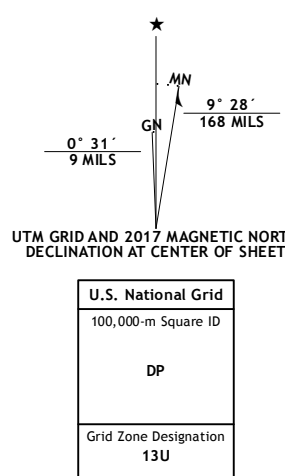 MN
GN
9° 28´
168 MILS
0° 31´
9 MILS
UTM GRID AND 2017 MAGNETIC NORT
DECLINATION AT CENTER OF SHEET
U.S. National Grid
100,000-m Square ID
DP
Grid Zone Designation
13U